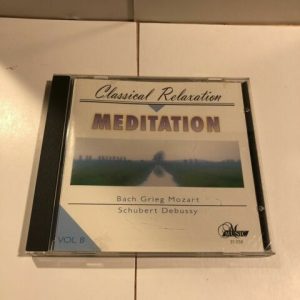 Classical Relaxation
MEDITATION
Bach Grieg Mozart
Schubert Debussy
VOL 8